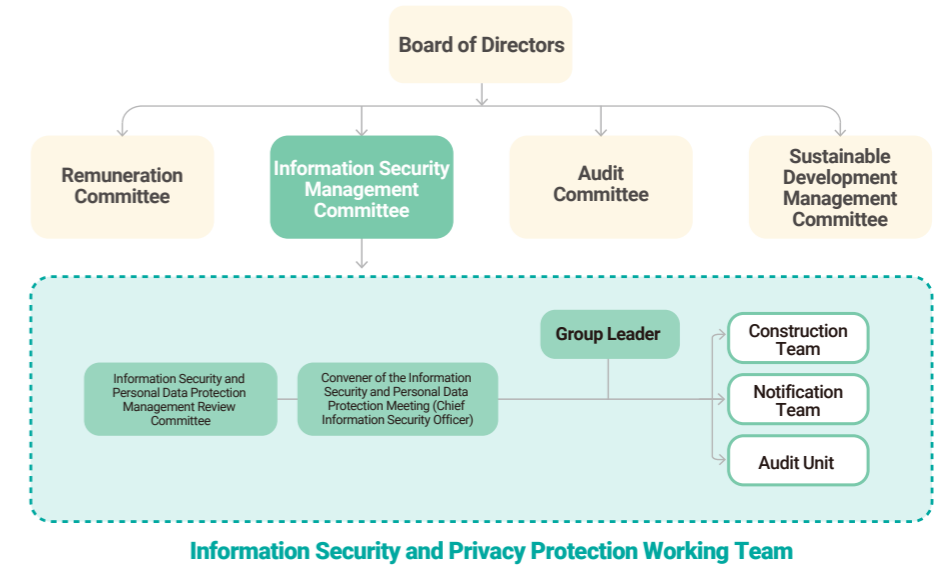 Board of Directors
Remuneration
Committee
Information Security
Management
Committee
Audit
Committee
Sustainable
Development
Management
Committee
Group Leader
Information Security and
Personal Data Protection
Management Review
Committee
Convener of the Information
Security and Personal Data
Protection Meeting (Chief
Information Security Officer)
Construction
Team
Notification
Team
Audit Unit
Information Security and Privacy Protection Working Team